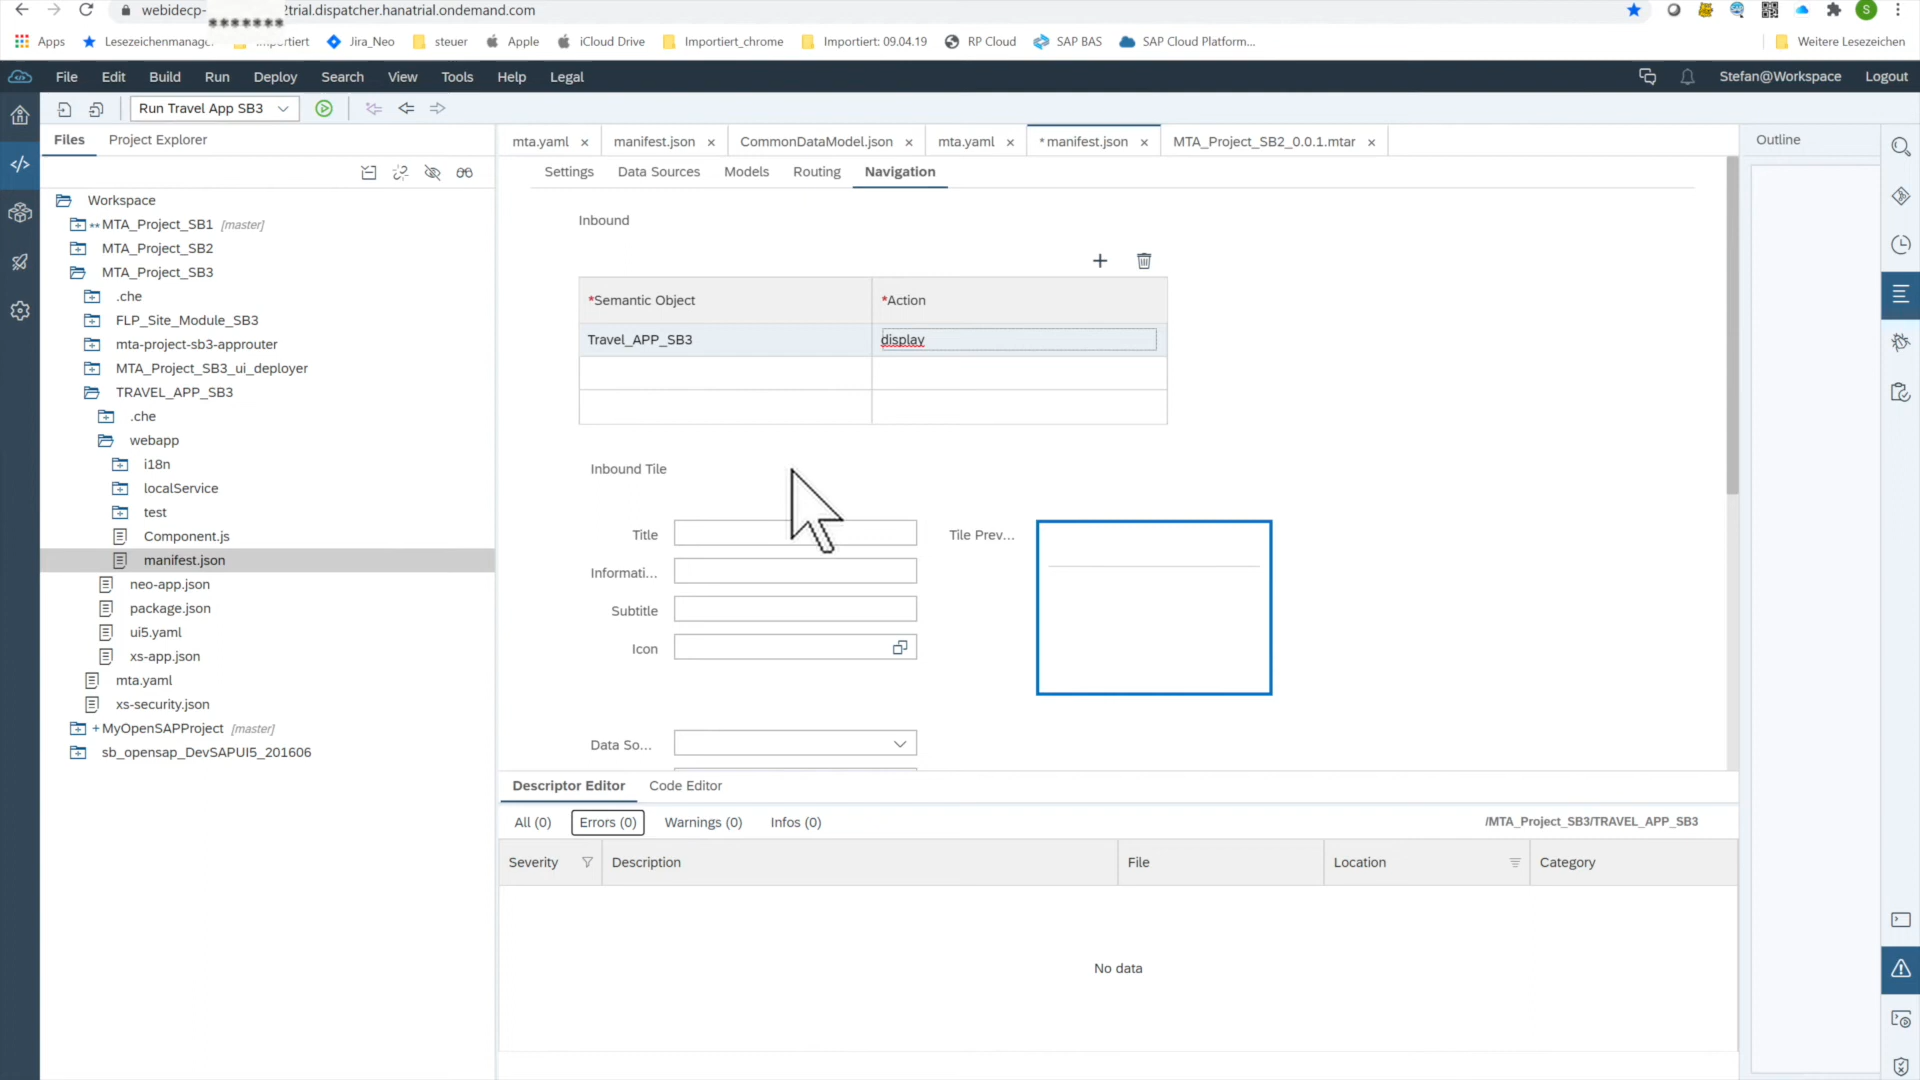 webidecp-
*******2trial.dispatcher.hanatrial.ondemand.com
S
Apps
Lesezeichenmanager
Importiert
Jira_Neo
steuer
Apple
iCloud Drive
Importiert_chrome
Importiert: 09.04.19
RP Cloud
SAP BAS
SAP Cloud Platform...
Weitere Lesezeichen
File Edit Build Run Deploy Search View Tools Help Legal
Stefan@Workspace Logout
Run Travel App SB3
Files Project Explorer
mta.yaml ×
manifest.json ×
CommonDataModel.json ×
mta.yaml ×
*manifest.json ×
MTA_Project_SB2_0.0.1.mtar ×
Outline
Settings Data Sources Models Routing Navigation
Workspace
**MTA_Project_SB1 [master]
MTA_Project_SB2
MTA_Project_SB3
.che
FLP_Site_Module_SB3
mta-project-sb3-approuter
MTA_Project_SB3_ui_deployer
TRAVEL_APP_SB3
.che
webapp
i18n
localService
test
Component.js
manifest.json
neo-app.json
package.json
ui5.yaml
xs-app.json
mta.yaml
xs-security.json
+MyOpenSAPProject [master]
sb_opensap_DevSAPUI5_201606
Inbound
*Semantic Object *Action
Travel_APP_SB3 display
Inbound Tile
Title
Informati...
Subtitle
Icon
Tile Prev...
Data So...
Descriptor Editor Code Editor
All (0) Errors (0) Warnings (0) Infos (0)
/MTA_Project_SB3/TRAVEL_APP_SB3
Severity Description File Location Category
No data